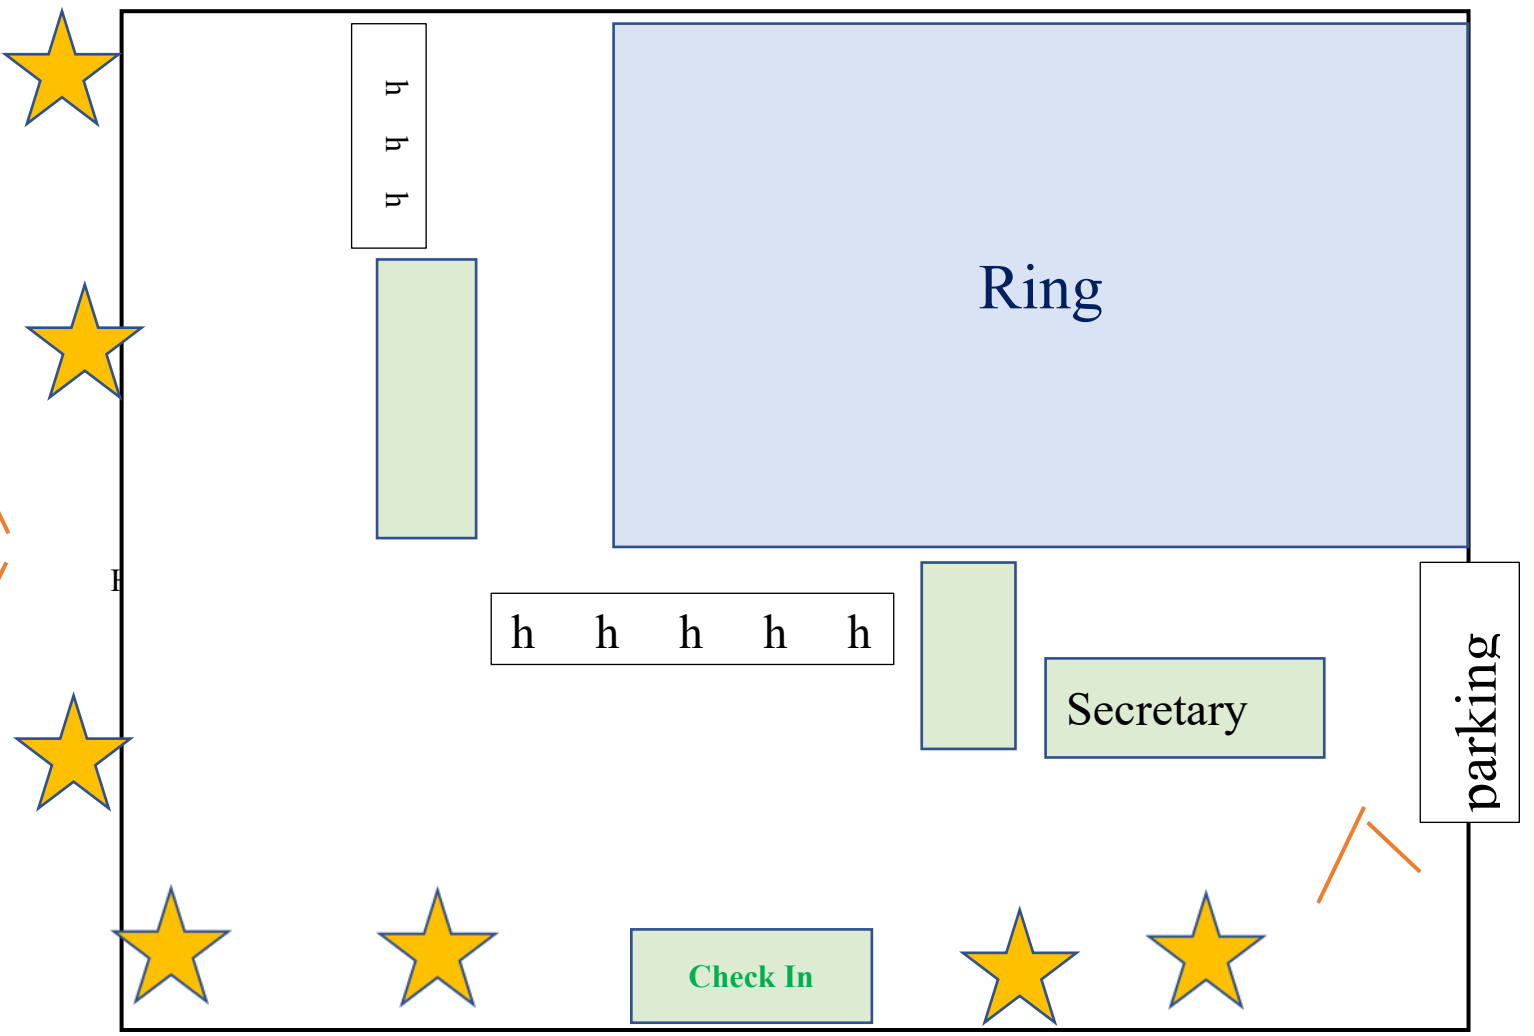 h h h
Ring
h h h h h
Secretary
parking
Check In